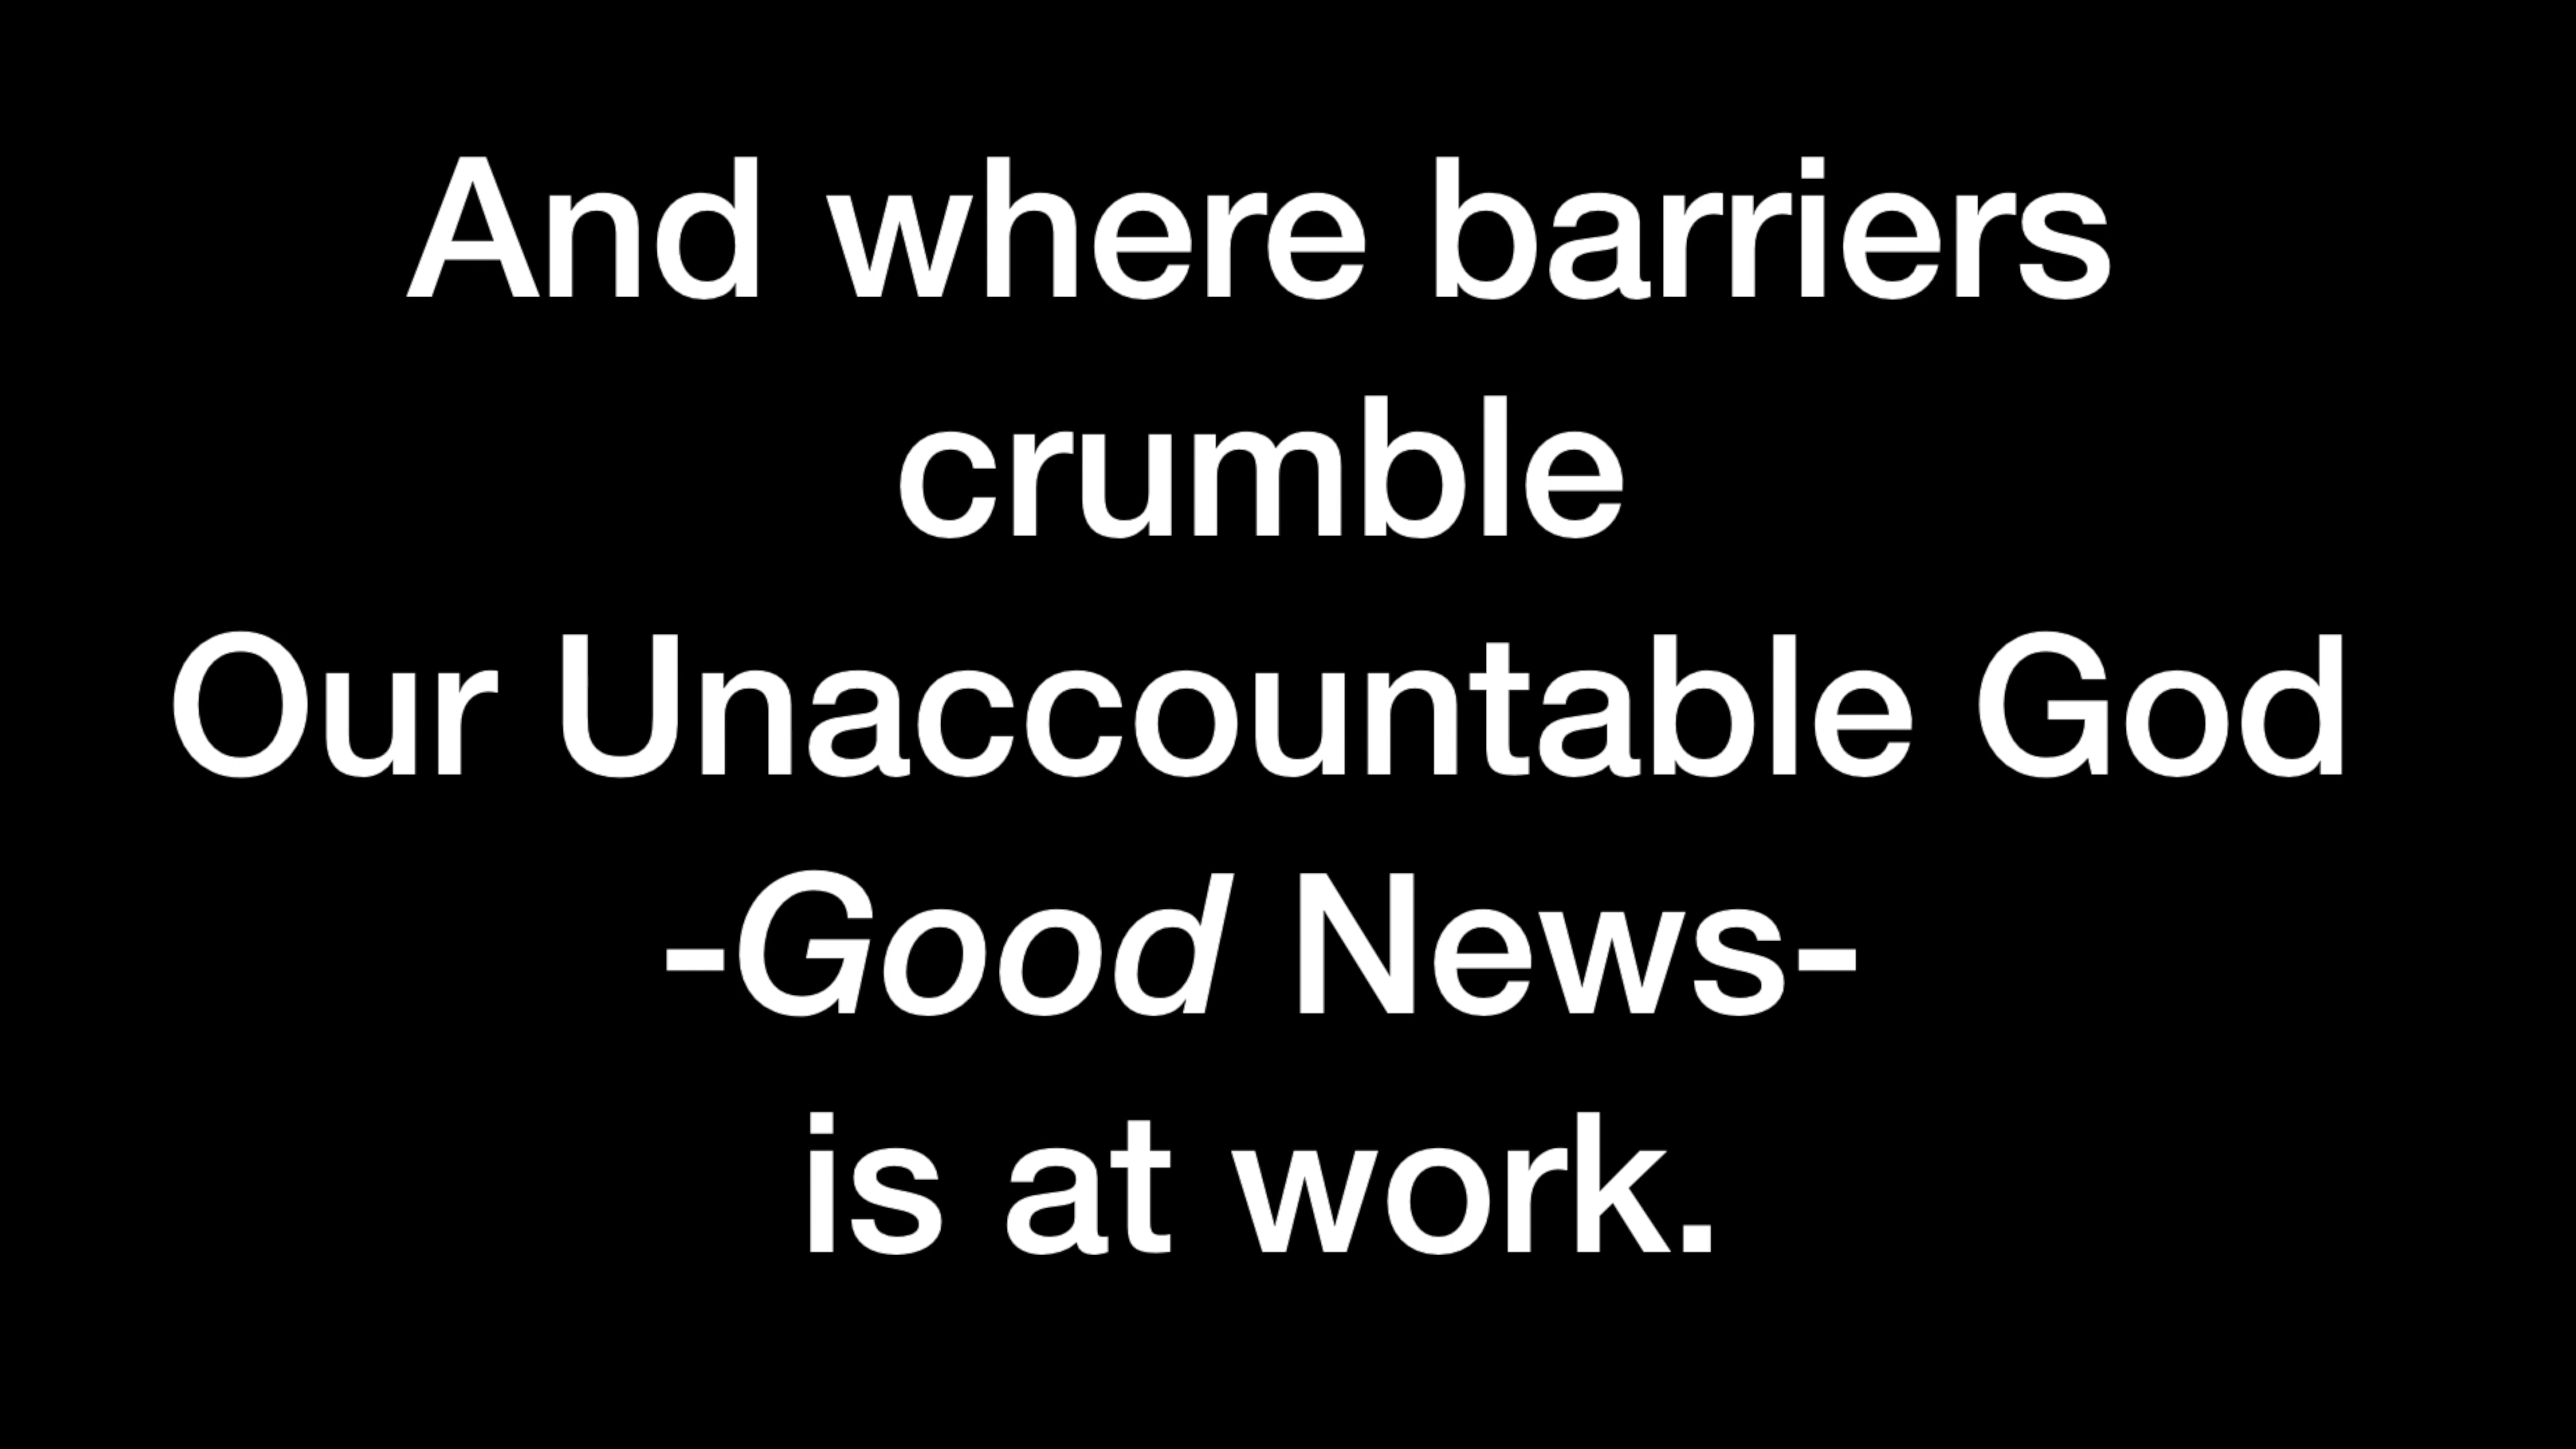 And where barriers
crumble
Our Unaccountable God
-Good News-
is at work.